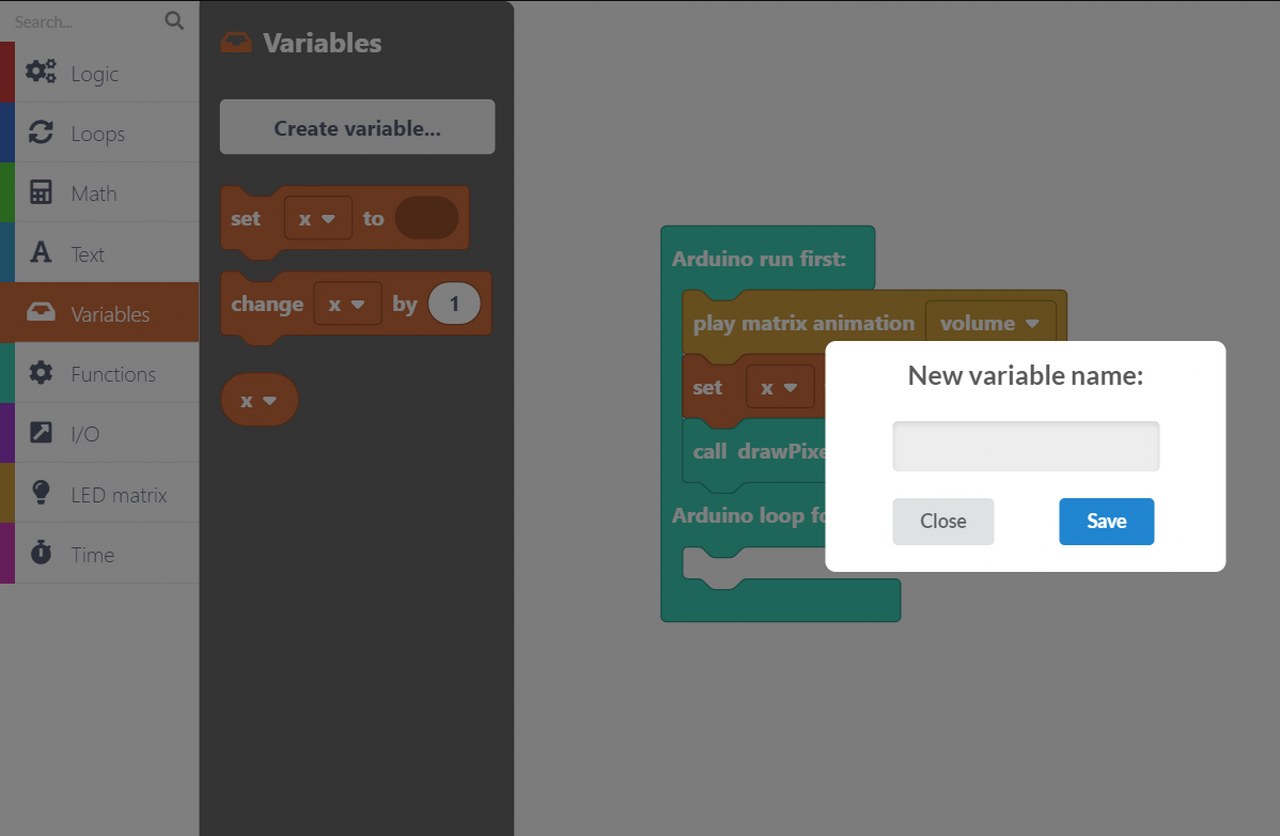 Search...
Logic
Loops
Math
Text
Variables
Functions
I/O
LED matrix
Time
Variables
Create variable...
set x to
change x by 1
x
Arduino run first:
play matrix animation volume
set x
call drawPixe
Arduino loop fo
New variable name:
Close Save